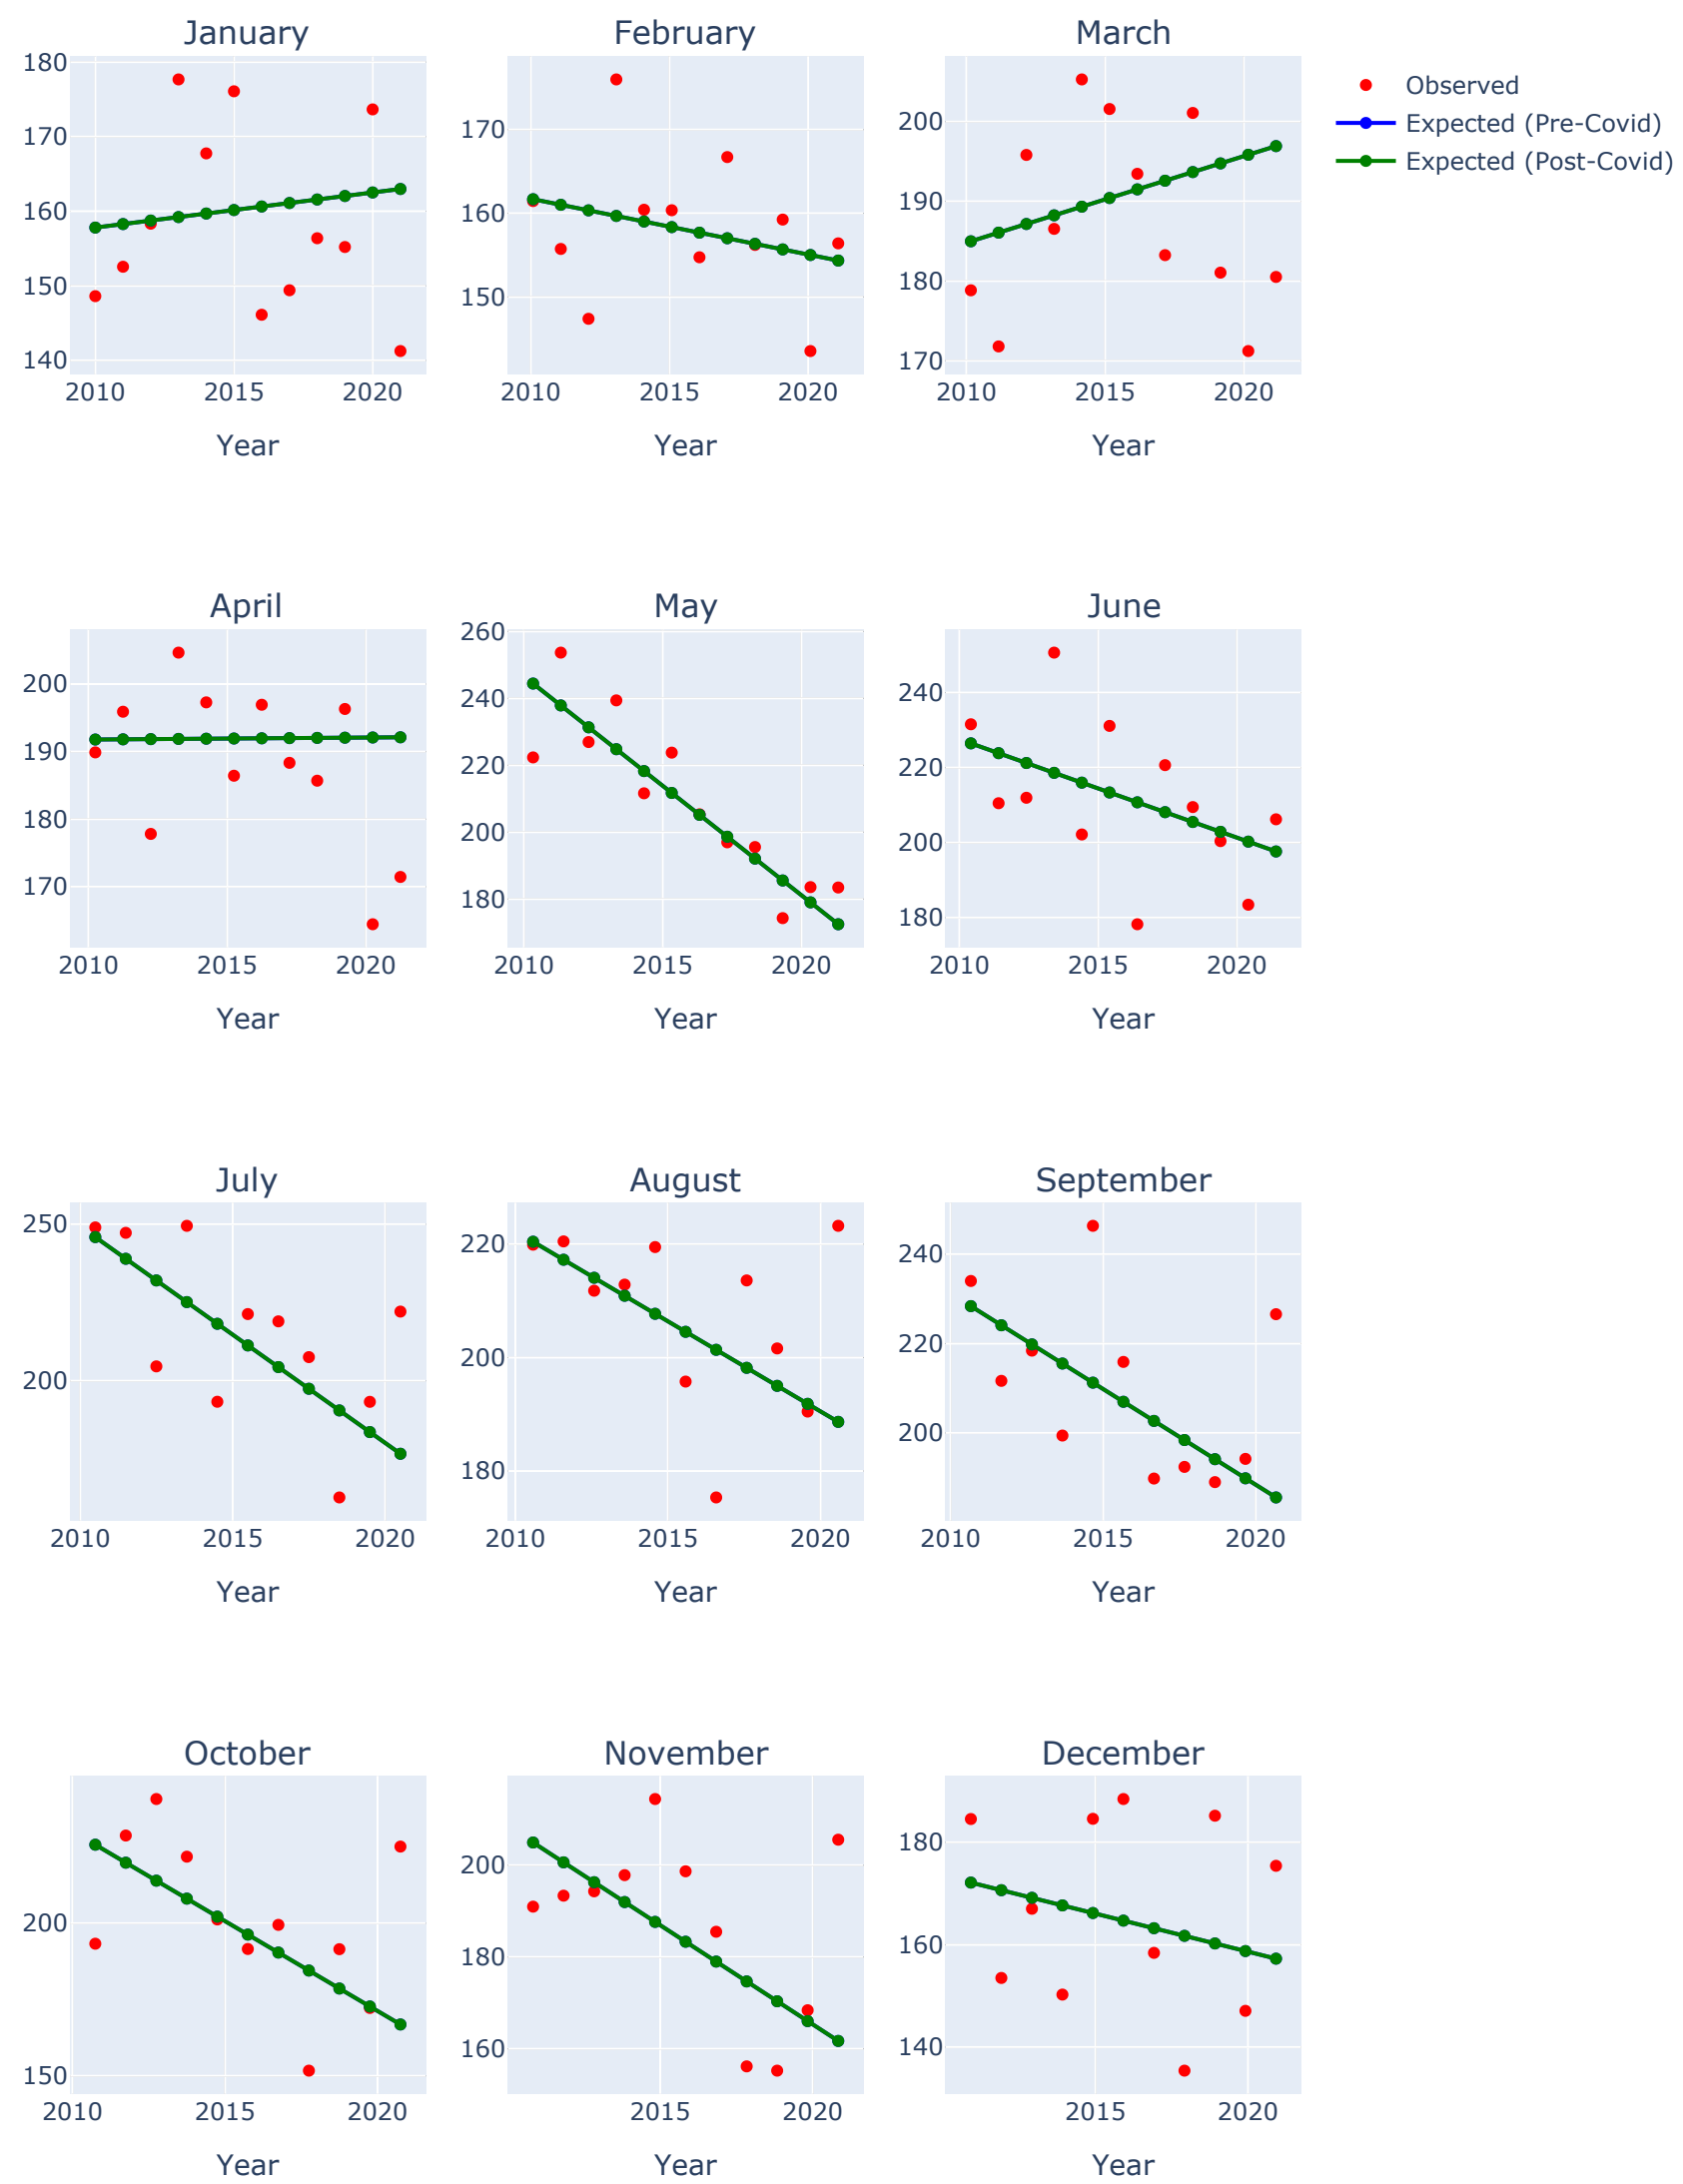 January February March
180
170
160
150
140
2010 2015 2020
Year
170
160
150
2010 2015 2020
Year
200
190
180
170
2010 2015 2020
Year
Observed
Expected (Pre-Covid)
Expected (Post-Covid)
April May June
200
190
180
170
2010 2015 2020
Year
260
240
220
200
180
2010 2015 2020
Year
240
220
200
180
2010 2015 2020
Year
July August September
250
200
2010 2015 2020
Year
220
200
180
2010 2015 2020
Year
240
220
200
2010 2015 2020
Year
October November December
200
150
2010 2015 2020
Year
200
180
160
2015 2020
Year
180
160
140
2015 2020
Year